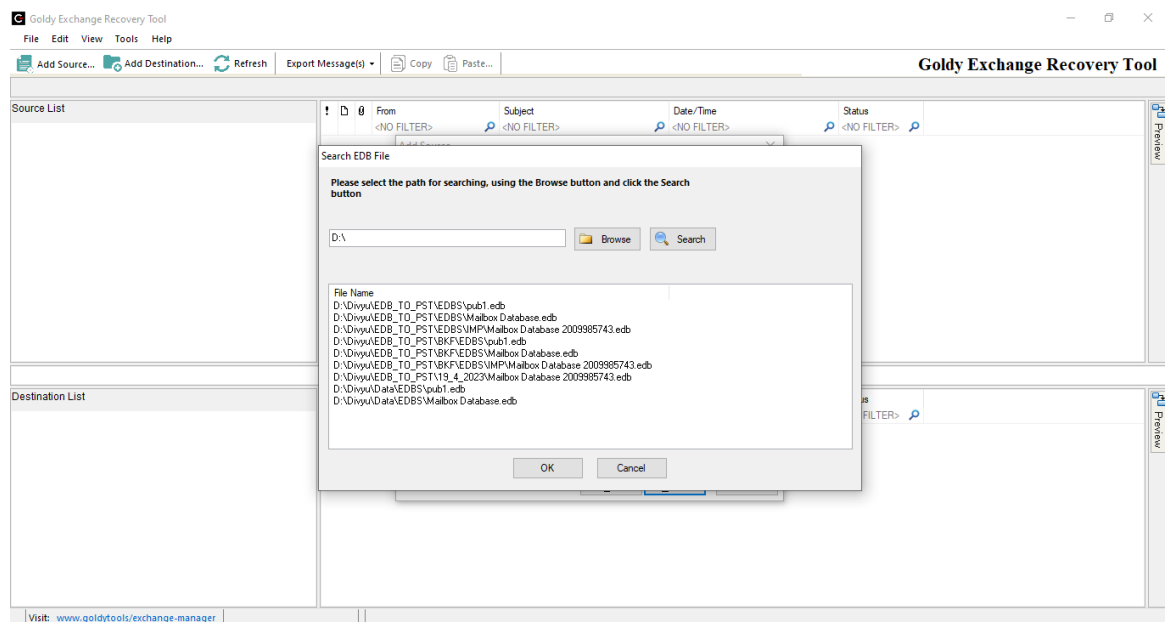 Goldy Exchange Recovery Tool
File Edit View Tools Help
Add Source... Add Destination... Refresh Export Message(s) Copy Paste... Goldy Exchange Recovery Tool
Source List
! From Subject Date/Time Status
<NO FILTER> <NO FILTER> <NO FILTER> <NO FILTER>
Preview
Add Source
Search EDB File
Please select the path for searching, using the Browse button and click the Search
button
D:\ Browse Search
File Name
D:\Divyu\EDB_TO_PST\EDBS\pub1.edb
D:\Divyu\EDB_TO_PST\EDBS\Mailbox Database.edb
D:\Divyu\EDB_TO_PST\EDBS\IMP\Mailbox Database 2009985743.edb
D:\Divyu\EDB_TO_PST\BKF\EDBS\pub1.edb
D:\Divyu\EDB_TO_PST\BKF\EDBS\Mailbox Database.edb
D:\Divyu\EDB_TO_PST\BKF\EDBS\IMP\Mailbox Database 2009985743.edb
D:\Divyu\EDB_TO_PST\19_4_2023\Mailbox Database 2009985743.edb
D:\Divyu\Data\EDBS\pub1.edb
D:\Divyu\Data\EDBS\Mailbox Database.edb
OK Cancel
Destination List
us
FILTER>
Preview
Visit: www.goldytools/exchange-manager